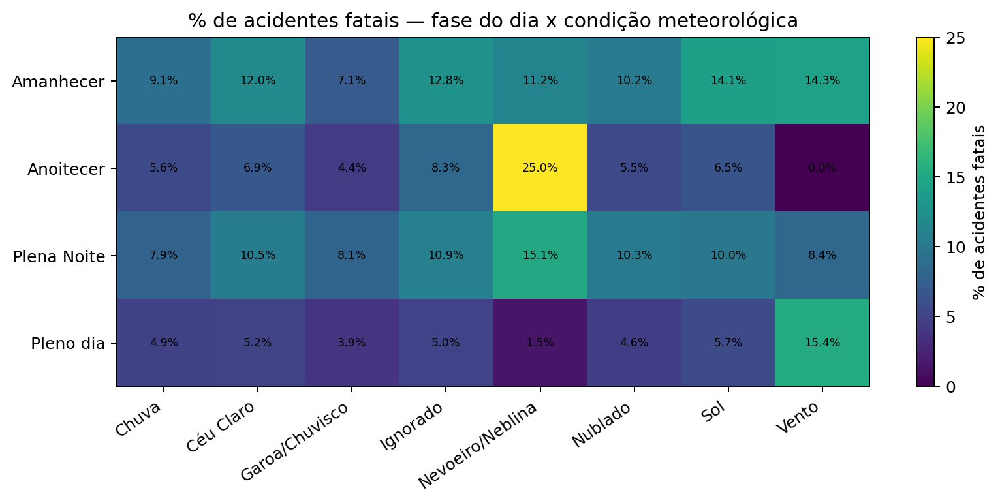 % de acidentes fatais — fase do dia x condição meteorológica
Amanhecer 9.1% 12.0% 7.1% 12.8% 11.2% 10.2% 14.1% 14.3%
Anoitecer 5.6% 6.9% 4.4% 8.3% 25.0% 5.5% 6.5% 0.0%
Plena Noite 7.9% 10.5% 8.1% 10.9% 15.1% 10.3% 10.0% 8.4%
Pleno dia 4.9% 5.2% 3.9% 5.0% 1.5% 4.6% 5.7% 15.4%
Chuva
Céu Claro
Garoa/Chuvisco
Ignorado
Nevoeiro/Neblina
Nublado
Sol
Vento
25
20
15
10
5
0
% de acidentes fatais